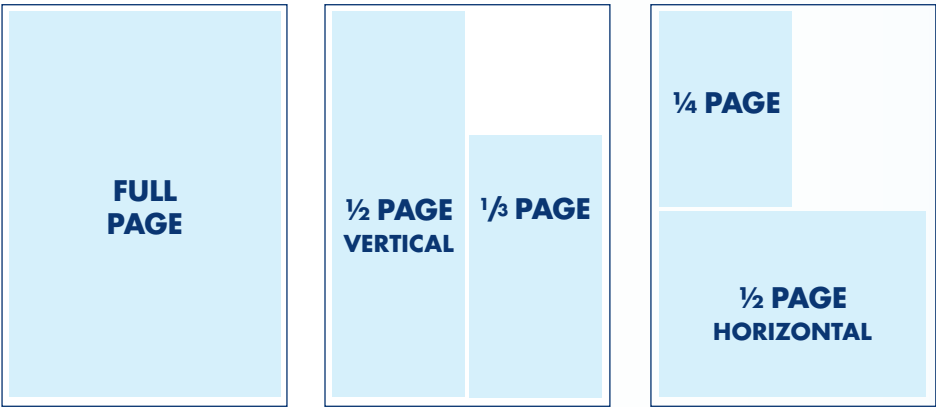 FULL
PAGE
½ PAGE
VERTICAL
⅓ PAGE
¼ PAGE
½ PAGE
HORIZONTAL